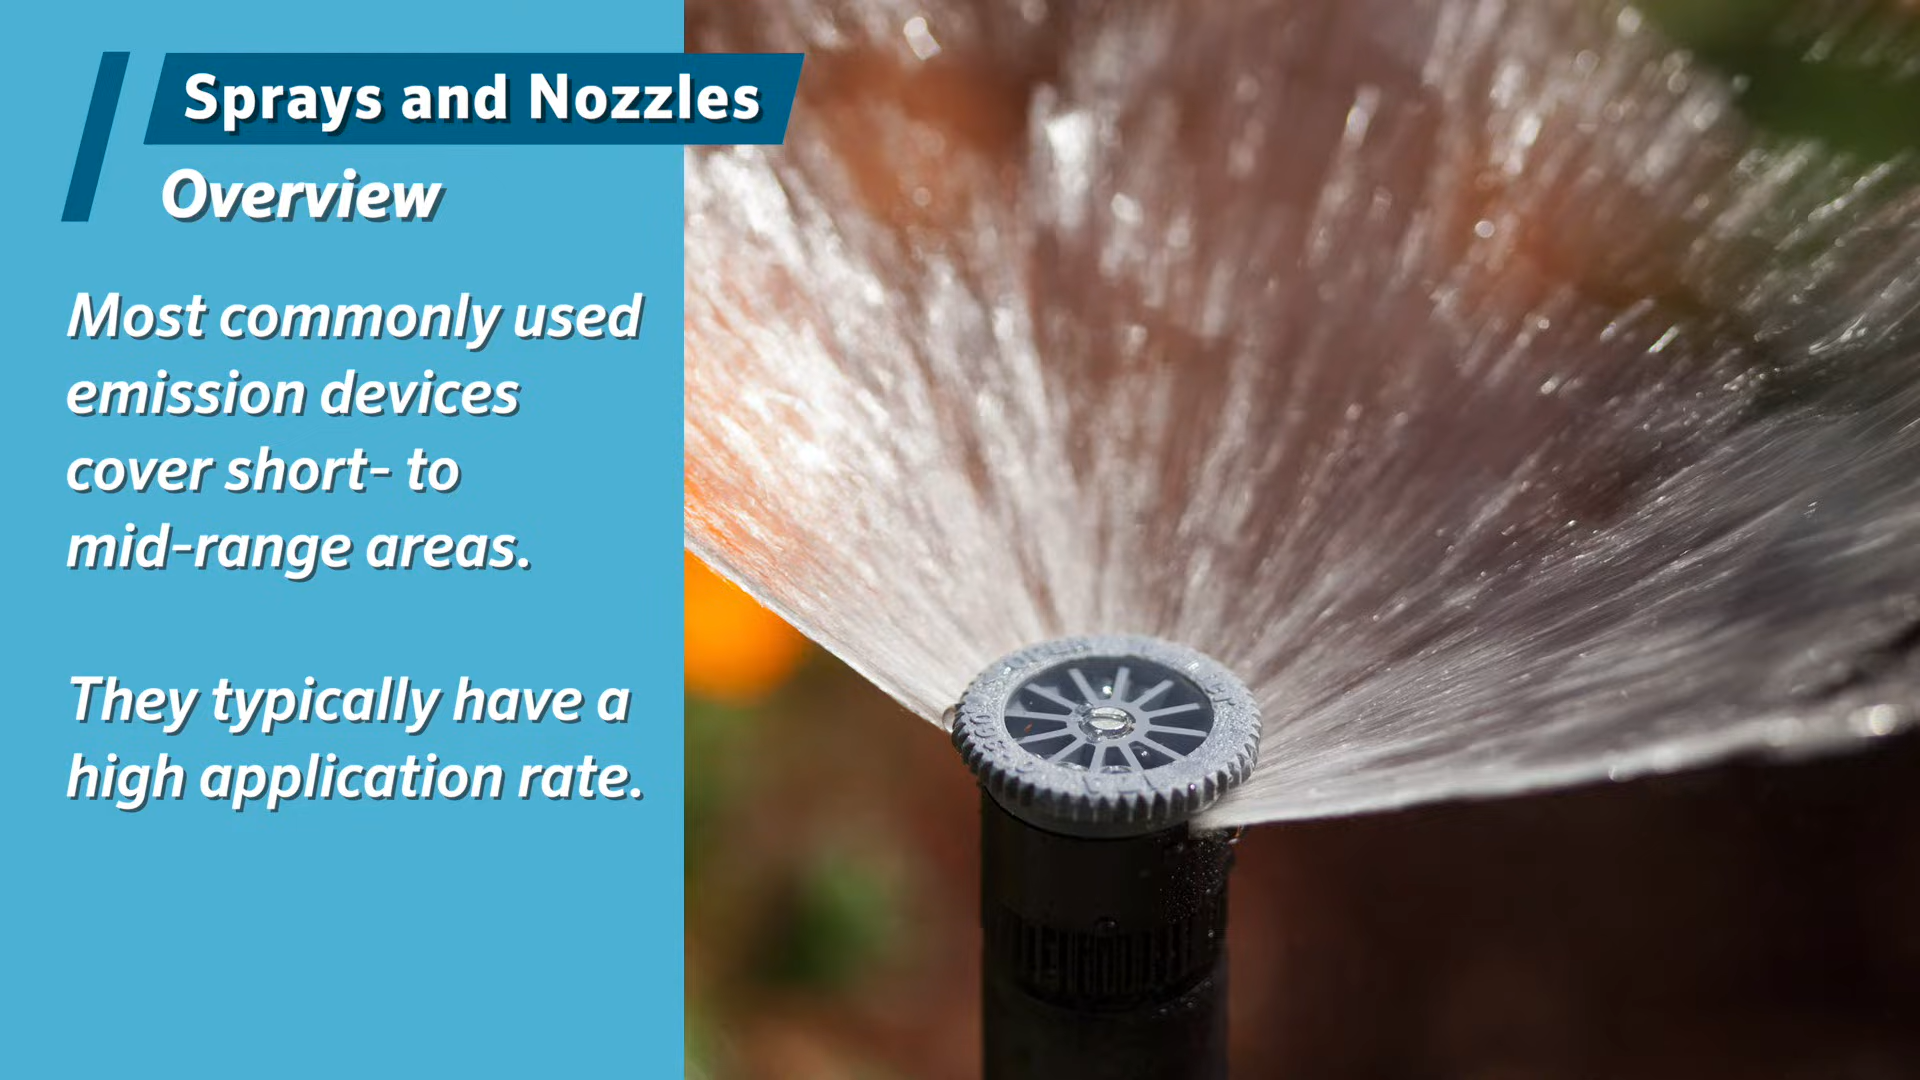 Sprays and Nozzles
Overview
Most commonly used
emission devices
cover short- to
mid-range areas.
They typically have a
high application rate.